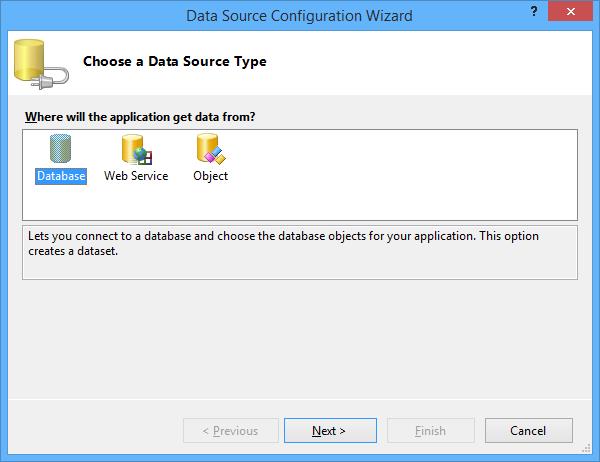 Data Source Configuration Wizard
?
Choose a Data Source Type
Where will the application get data from?
Database Web Service Object
Lets you connect to a database and choose the database objects for your application. This option
creates a dataset.
< Previous Next > Finish Cancel